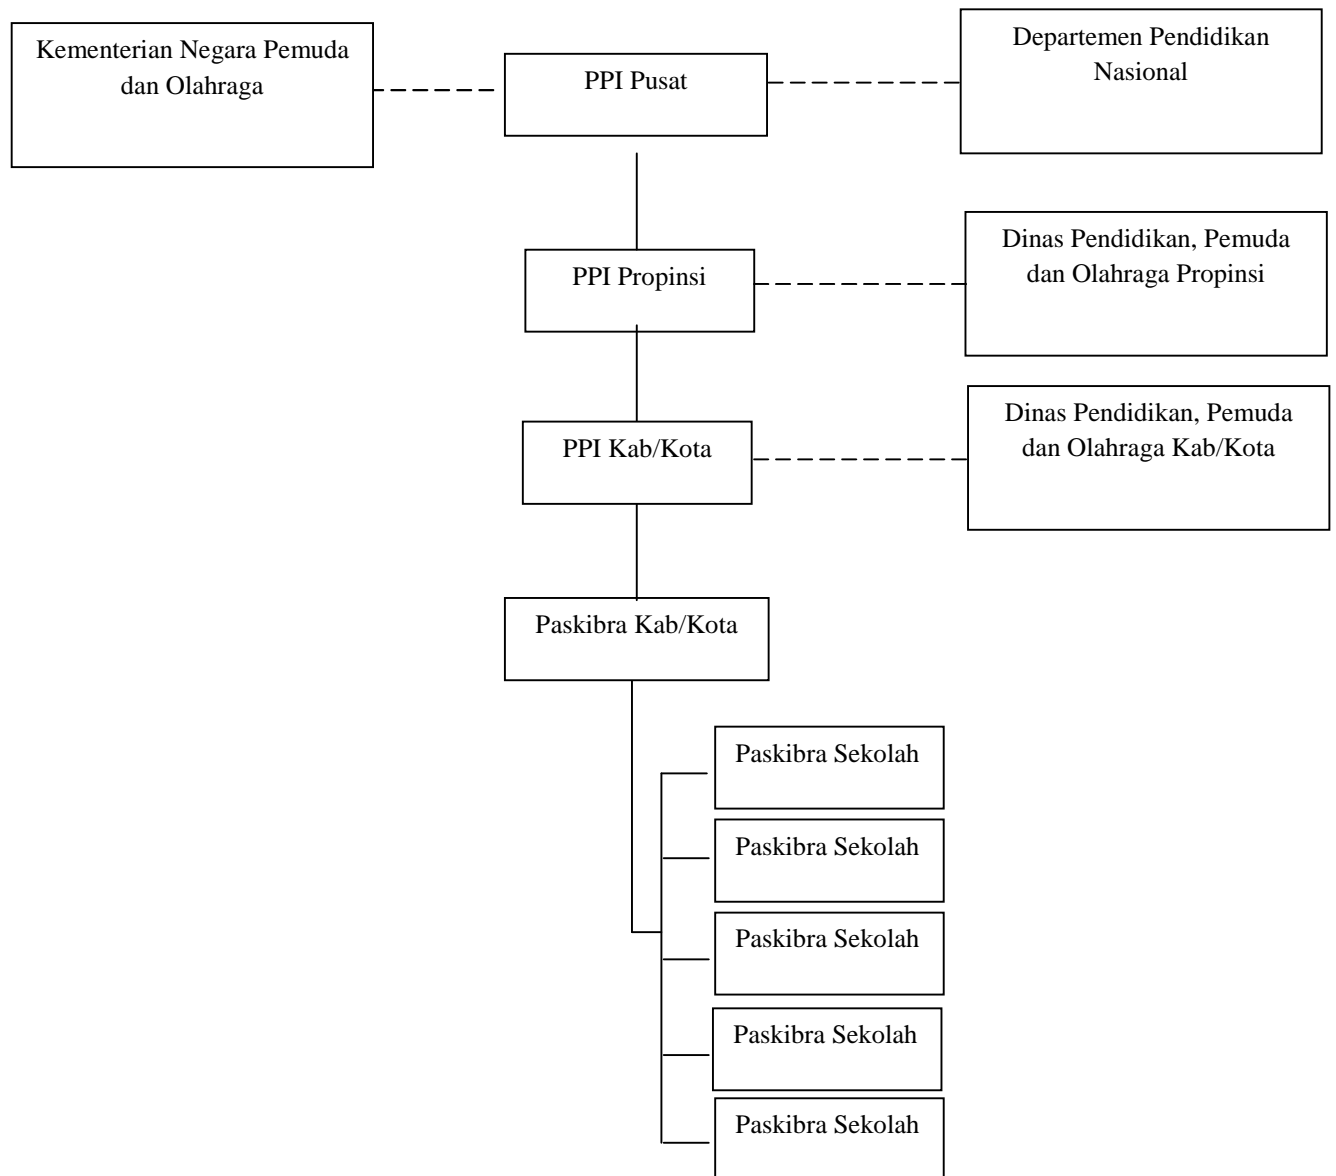 Kementerian Negara Pemuda
dan Olahraga
PPI Pusat
Departemen Pendidikan
Nasional
PPI Propinsi
Dinas Pendidikan, Pemuda
dan Olahraga Propinsi
PPI Kab/Kota
Dinas Pendidikan, Pemuda
dan Olahraga Kab/Kota
Paskibra Kab/Kota
Paskibra Sekolah
Paskibra Sekolah
Paskibra Sekolah
Paskibra Sekolah
Paskibra Sekolah